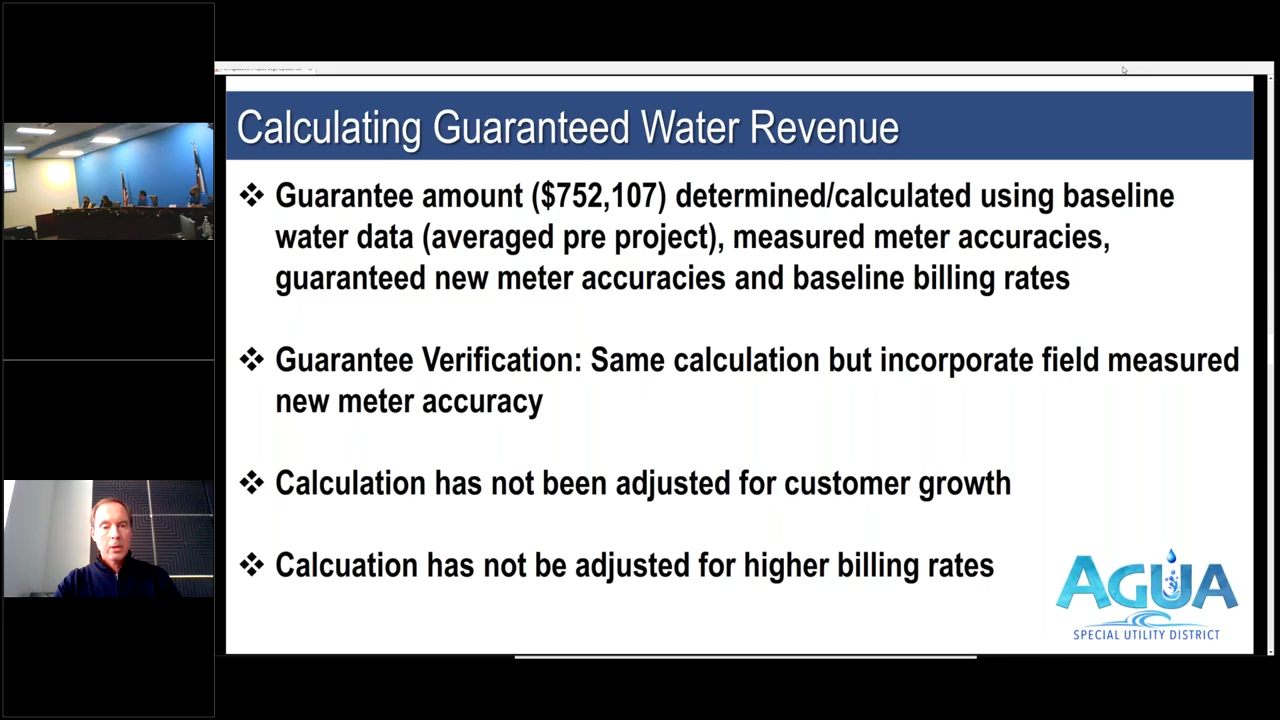 Calculating Guaranteed Water Revenue
❖ Guarantee amount ($752,107) determined/calculated using baseline
water data (averaged pre project), measured meter accuracies,
guaranteed new meter accuracies and baseline billing rates
❖ Guarantee Verification: Same calculation but incorporate field measured
new meter accuracy
❖ Calculation has not been adjusted for customer growth
❖ Calcuation has not be adjusted for higher billing rates
AGUA
SPECIAL UTILITY DISTRICT